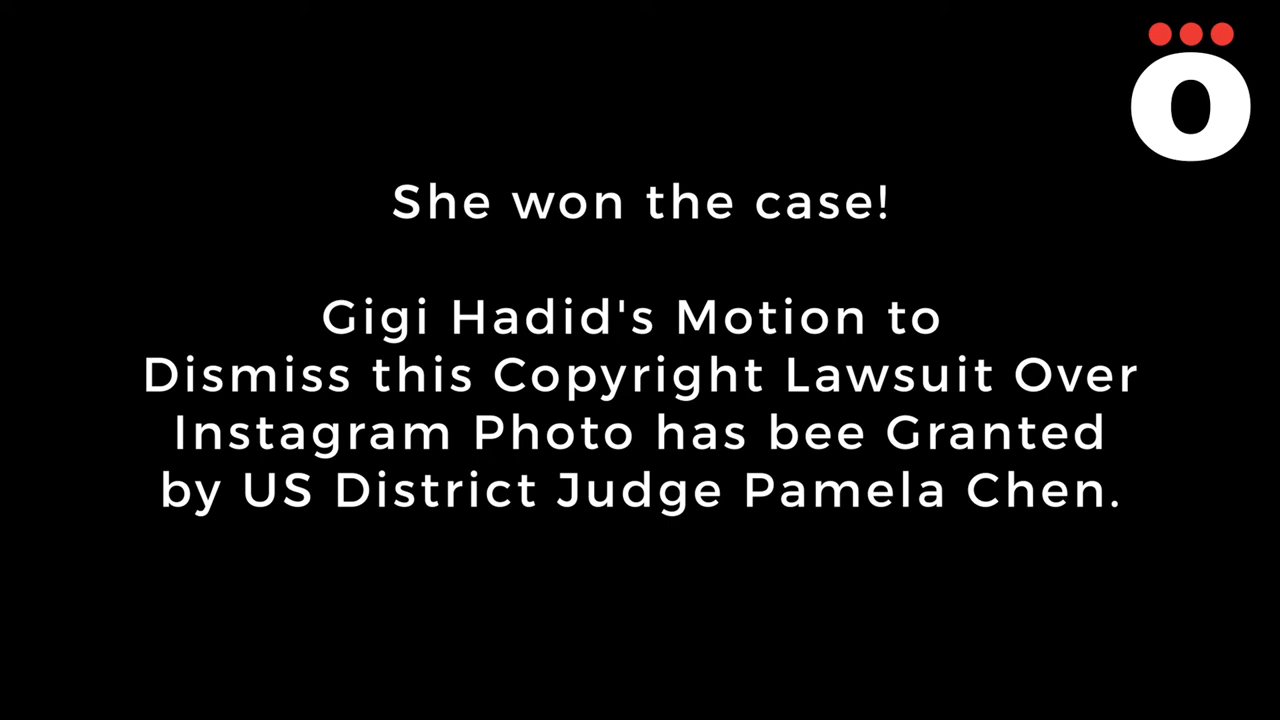 ö
She won the case!
Gigi Hadid's Motion to
Dismiss this Copyright Lawsuit Over
Instagram Photo has bee Granted
by US District Judge Pamela Chen.